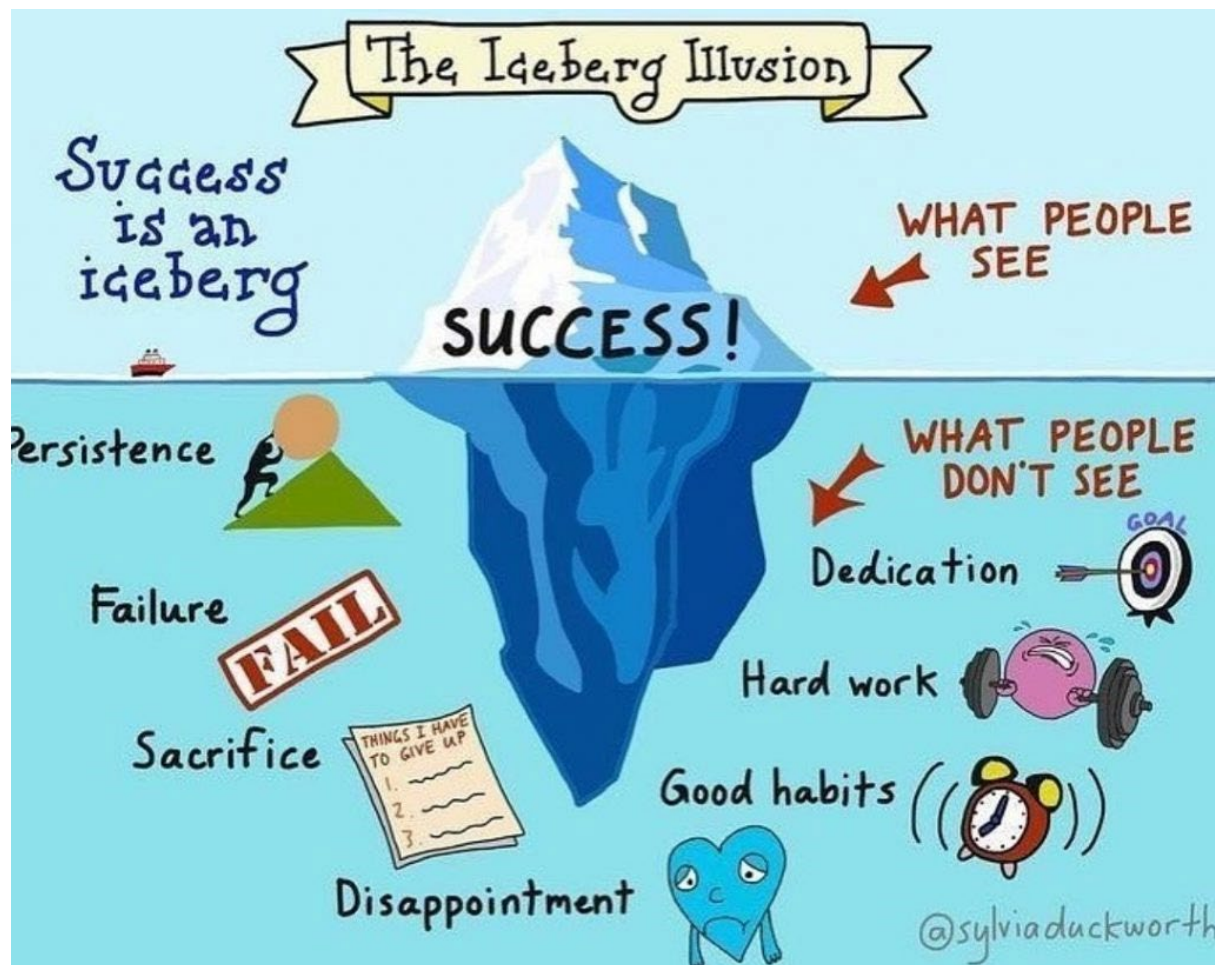 The Iceberg Illusion
Success
is an
iceberg
WHAT PEOPLE
SEE
SUCCESS!
WHAT PEOPLE
DON'T SEE
Persistence
GOAL
Dedication
Failure
FAIL
Hard work
Sacrifice
THINGS I HAVE
TO GIVE UP
1.
2.
3.
Good habits
Disappointment
@sylviaduckworth